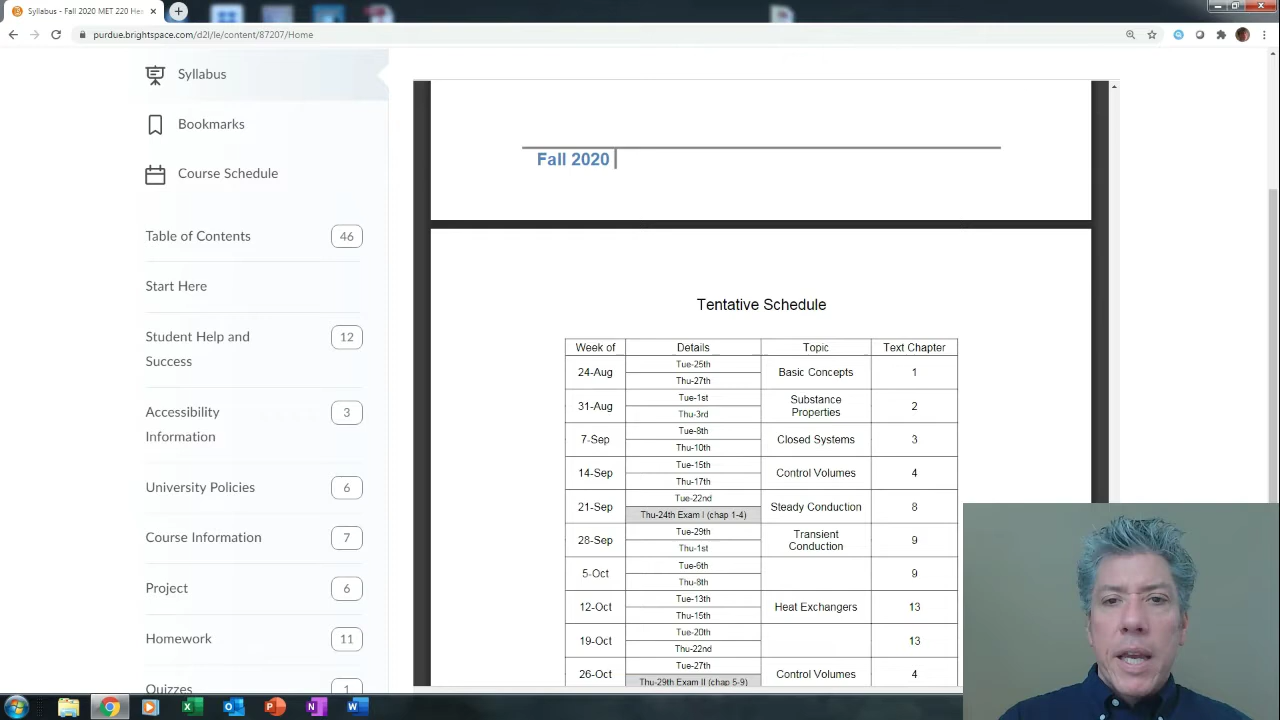 Syllabus - Fall 2020 MET 220 He
purdue.brightspace.com/d2l/le/content/87207/Home
Syllabus
Bookmarks
Course Schedule
Table of Contents 46
Start Here
Student Help and Success 12
Accessibility Information 3
University Policies 6
Course Information 7
Project 6
Homework 11
Quizzes 1
Fall 2020
Tentative Schedule
Week of Details Topic Text Chapter
24-Aug Tue-25th Thu-27th Basic Concepts 1
31-Aug Tue-1st Thu-3rd Substance Properties 2
7-Sep Tue-8th Thu-10th Closed Systems 3
14-Sep Tue-15th Thu-17th Control Volumes 4
21-Sep Tue-22nd Thu-24th Exam I (chap 1-4) Steady Conduction 8
28-Sep Tue-29th Thu-1st Transient Conduction 9
5-Oct Tue-6th Thu-8th 9
12-Oct Tue-13th Thu-15th Heat Exchangers 13
19-Oct Tue-20th Thu-22nd 13
26-Oct Tue-27th Thu-29th Exam II (chap 5-9) Control Volumes 4